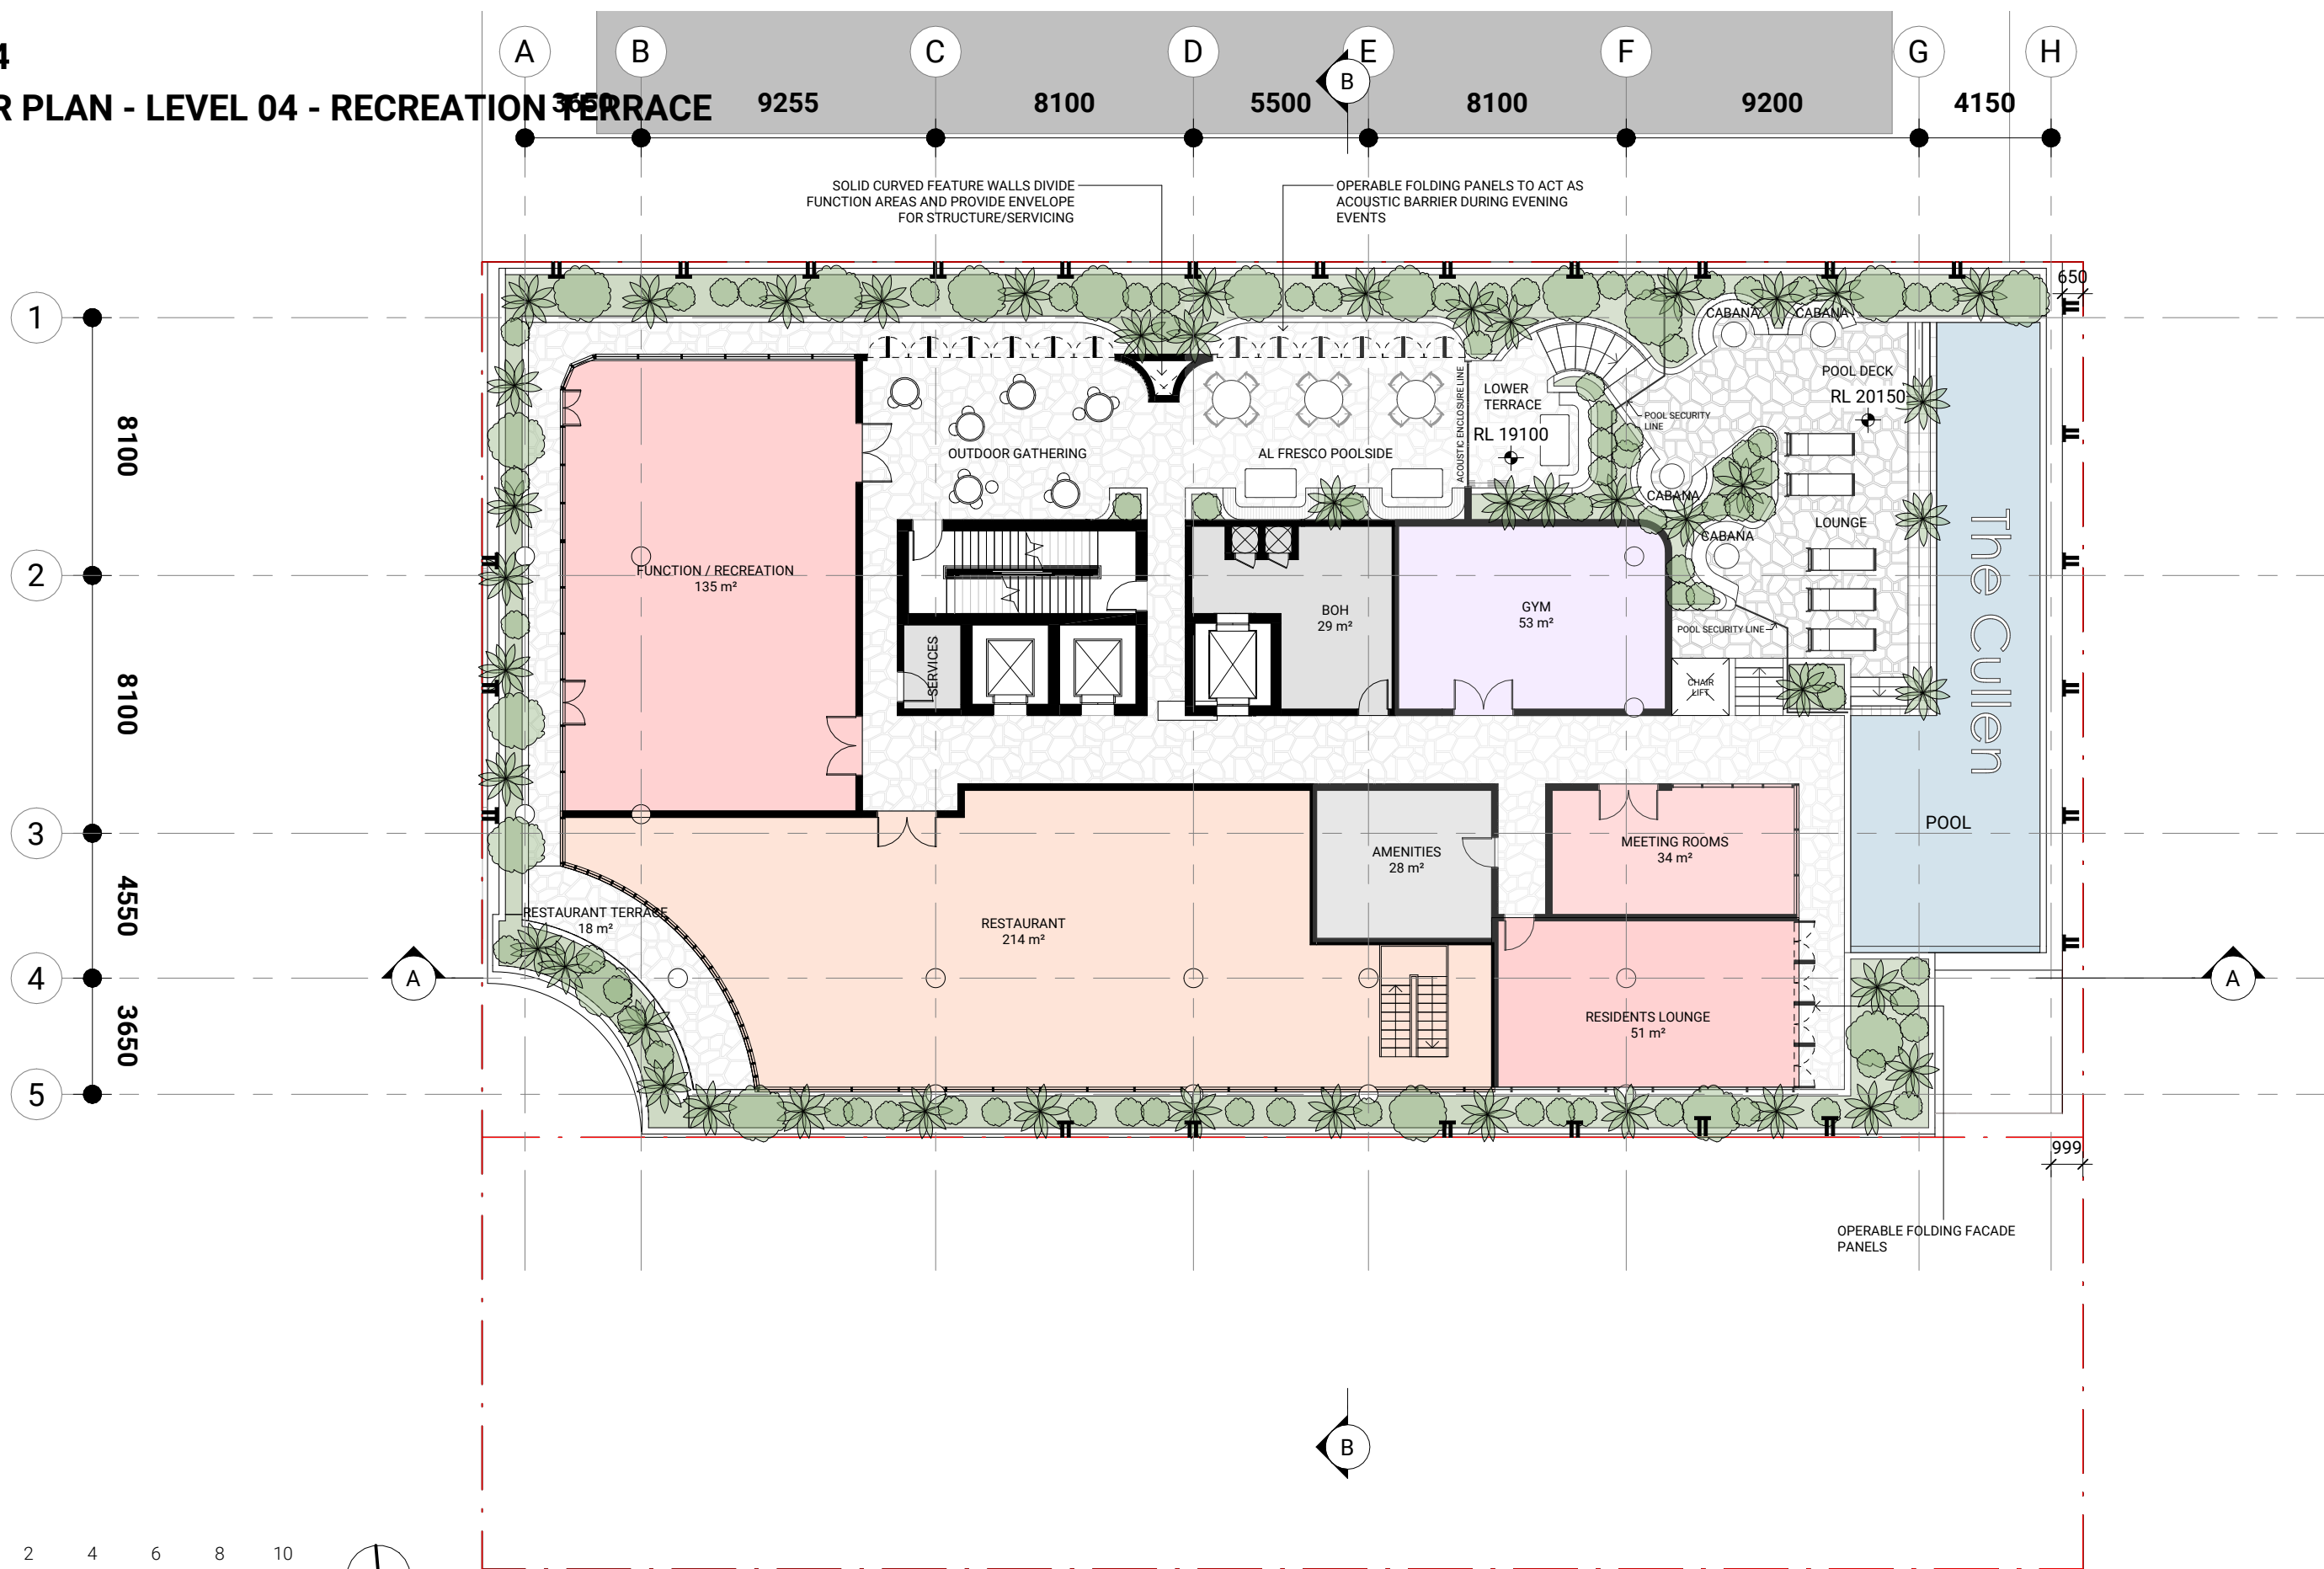 4
A
B
C
D
E
F
G
H
B
R PLAN - LEVEL 04 - RECREATION TERRACE
3650
9255
8100
5500
8100
9200
4150
SOLID CURVED FEATURE WALLS DIVIDE
FUNCTION AREAS AND PROVIDE ENVELOPE
FOR STRUCTURE/SERVICING
OPERABLE FOLDING PANELS TO ACT AS
ACOUSTIC BARRIER DURING EVENING
EVENTS
650
1
CABANA
CABANA
POOL DECK
RL 20150
LOWER
TERRACE
RL 19100
ACOUSTIC ENCLOSURE LINE
POOL SECURITY
LINE
8100
OUTDOOR GATHERING
AL FRESCO POOLSIDE
CABANA
LOUNGE
CABANA
The Cullen
2
FUNCTION / RECREATION
135 m²
BOH
29 m²
GYM
53 m²
POOL SECURITY LINE
SERVICES
CHAIR
LIFT
8100
3
POOL
MEETING ROOMS
34 m²
AMENITIES
28 m²
4550
RESTAURANT TERRACE
18 m²
RESTAURANT
214 m²
4
A
A
3650
RESIDENTS LOUNGE
51 m²
5
999
OPERABLE FOLDING FACADE
PANELS
B
2
4
6
8
10